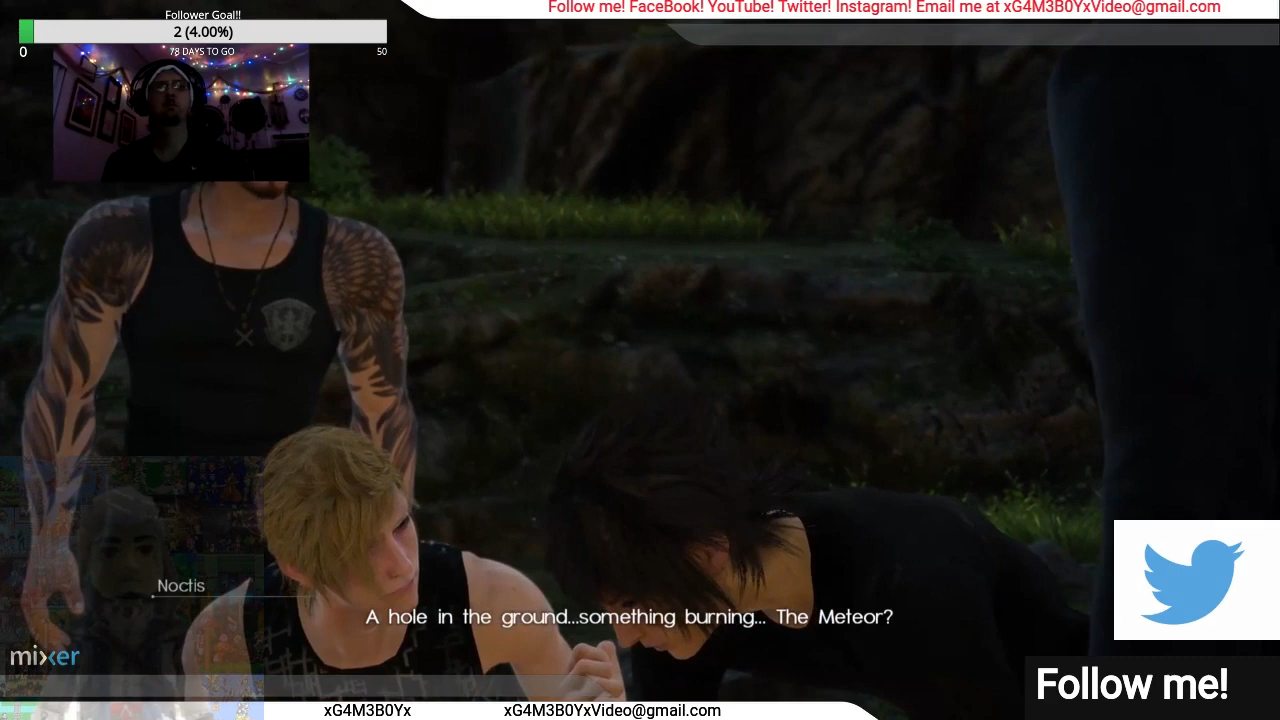 Follow me! FaceBook! YouTube! Twitter! Instagram! Email me at xG4M3B0YxVideo@gmail.com
Follower Goal!!
2 (4.00%)
0
78 DAYS TO GO
50
Noctis
A hole in the ground...something burning... The Meteor?
mixer
Follow me!
xG4M3B0Yx
xG4M3B0YxVideo@gmail.com